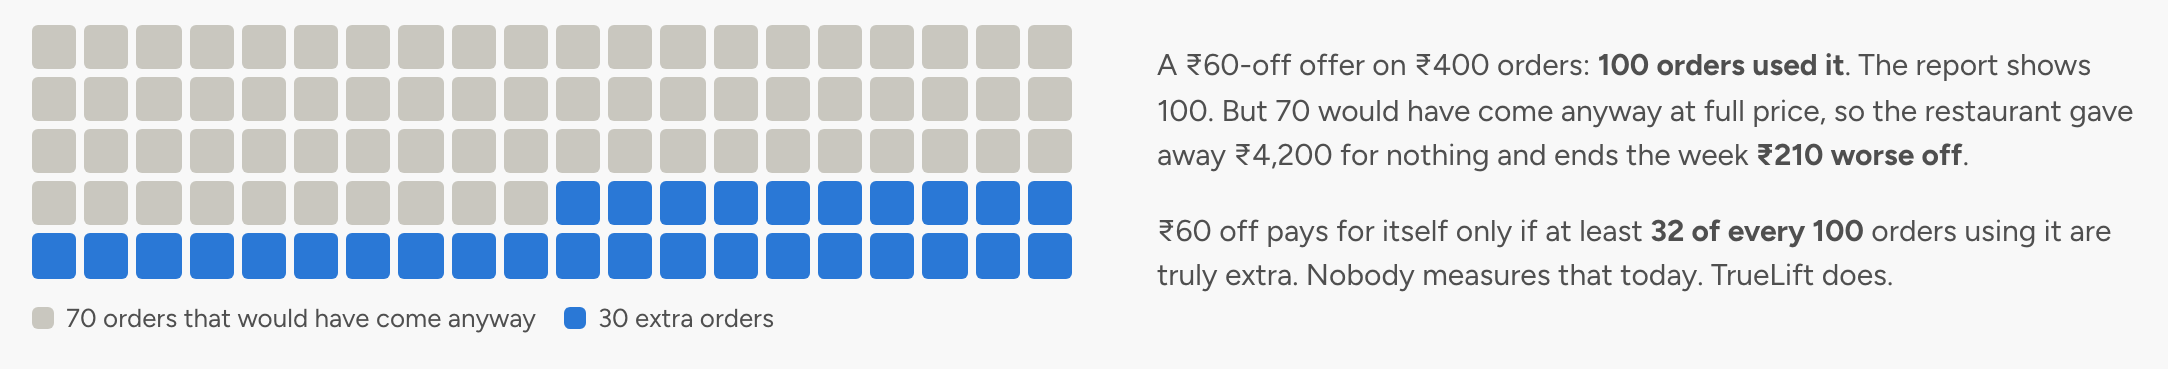 A ₹60-off offer on ₹400 orders: 100 orders used it. The report shows
100. But 70 would have come anyway at full price, so the restaurant gave
away ₹4,200 for nothing and ends the week ₹210 worse off.
₹60 off pays for itself only if at least 32 of every 100 orders using it are
truly extra. Nobody measures that today. TrueLift does.
70 orders that would have come anyway
30 extra orders